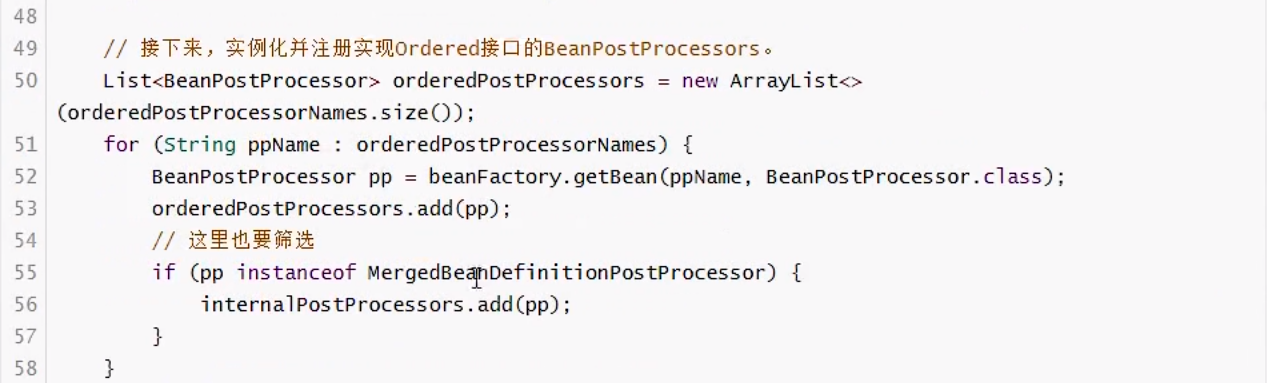 48
49 // 接下来，实例化并注册实现Ordered接口的BeanPostProcessors。
50 List<BeanPostProcessor> orderedPostProcessors = new ArrayList<>
(orderedPostProcessorNames.size());
51 for (String ppName : orderedPostProcessorNames) {
52 BeanPostProcessor pp = beanFactory.getBean(ppName, BeanPostProcessor.class);
53 orderedPostProcessors.add(pp);
54 // 这里也要筛选
55 if (pp instanceof MergedBeanDefinitionPostProcessor) {
56 internalPostProcessors.add(pp);
57 }
58 }